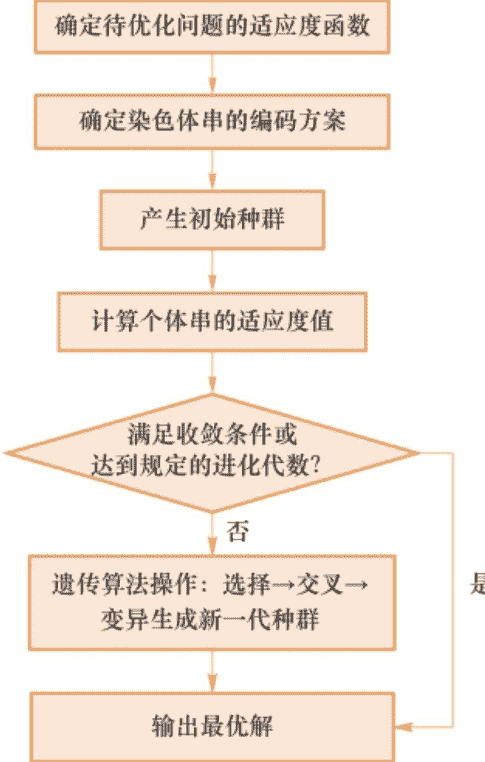 确定待优化问题的适应度函数
确定染色体串的编码方案
产生初始种群
计算个体串的适应度值
满足收敛条件或
达到规定的进化代数?
否
遗传算法操作：选择→交叉→
变异生成新一代种群
是
输出最优解